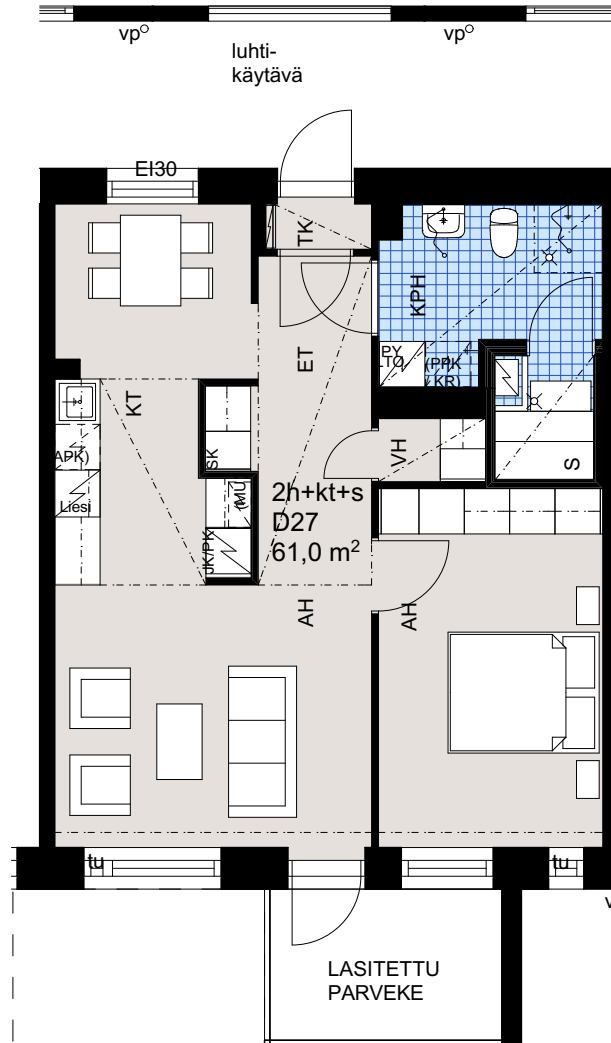 vp
vp
luhti-
käytävä
EI30
TK
KPH
ET
PY
LTO
(PPK
KR)
KT
SK
VH
S
APK)
Liesi
(MU)
JK/PK
2h+kt+s
D27
61,0 m²
AH
AH
tu
tu
v
LASITETTU
PARVEKE